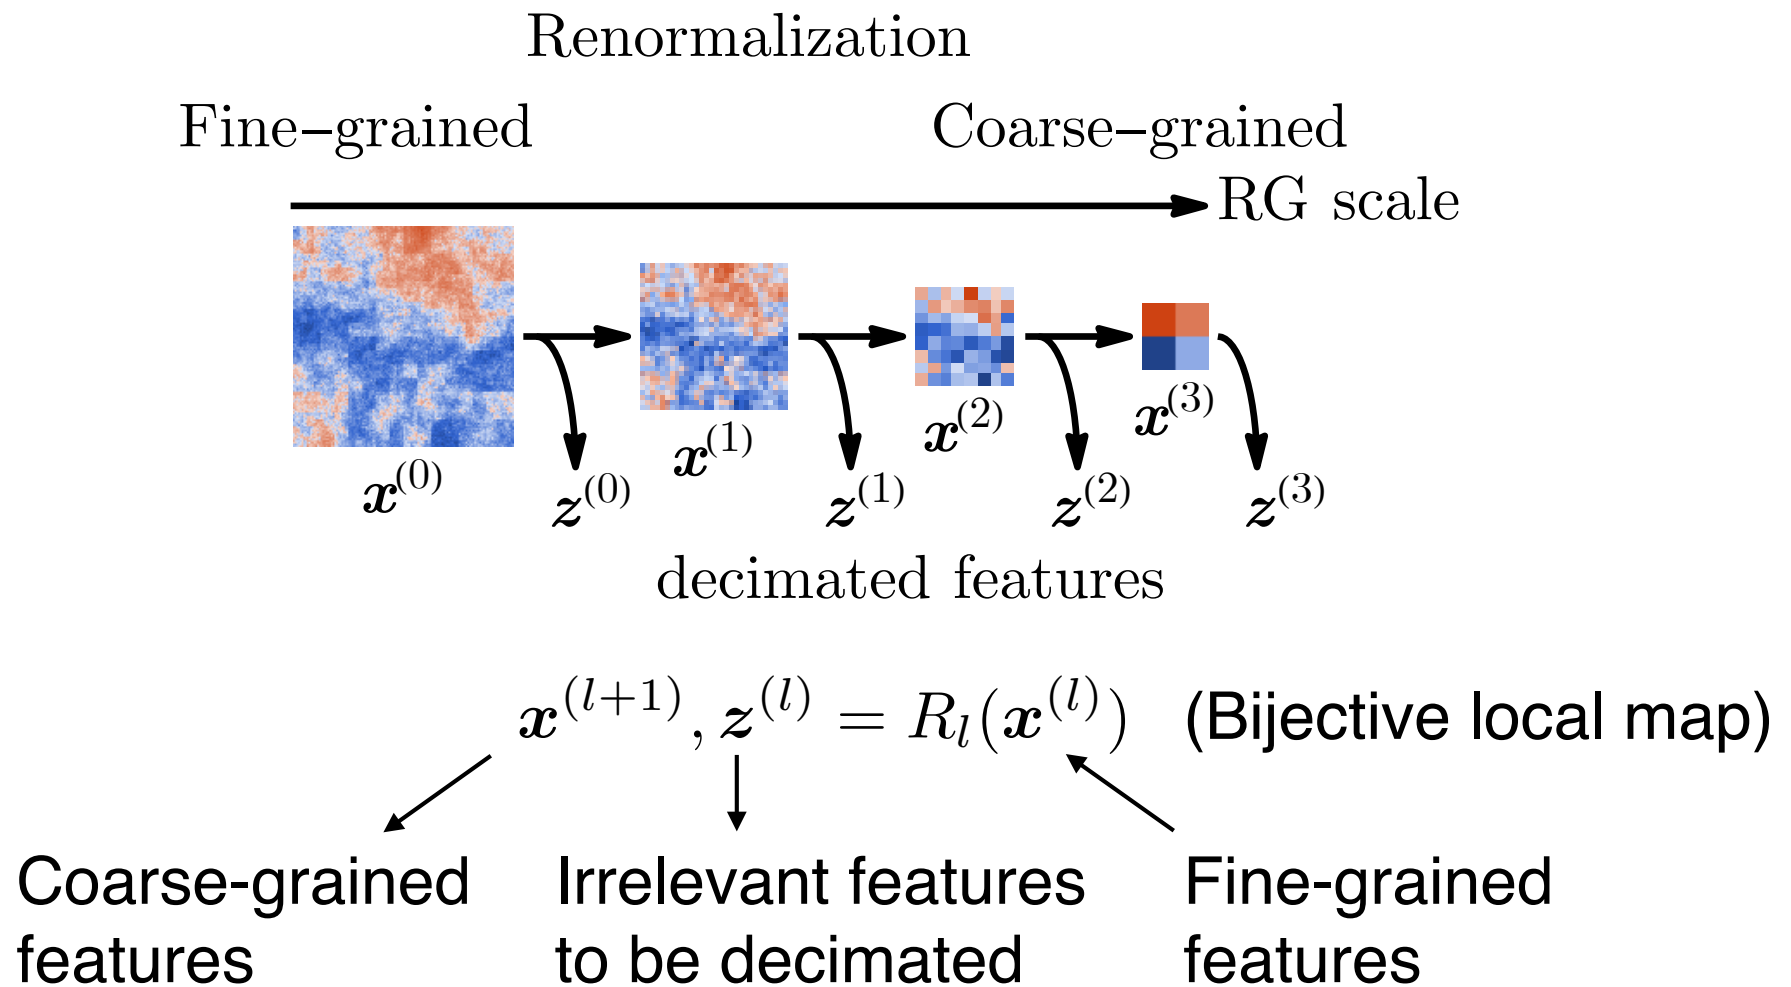 Renormalization
Fine–grained
Coarse–grained
RG scale
x^(0)
z^(0)
x^(1)
z^(1)
x^(2)
z^(2)
x^(3)
z^(3)
decimated features
x^(l+1), z^(l) = R_l(x^(l)) (Bijective local map)
Coarse-grained
features
Irrelevant features
to be decimated
Fine-grained
features